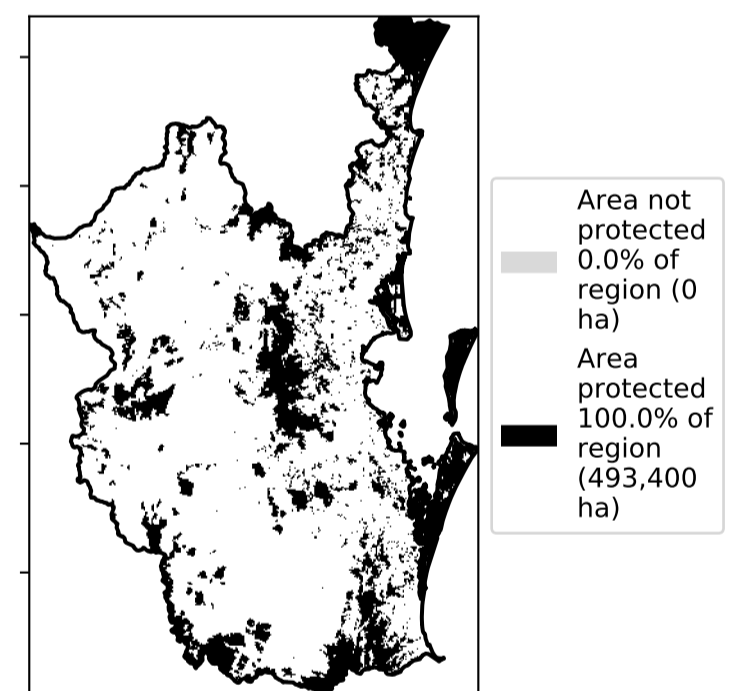 Area not
protected
0.0% of
region (0
ha)
Area
protected
100.0% of
region
(493,400
ha)